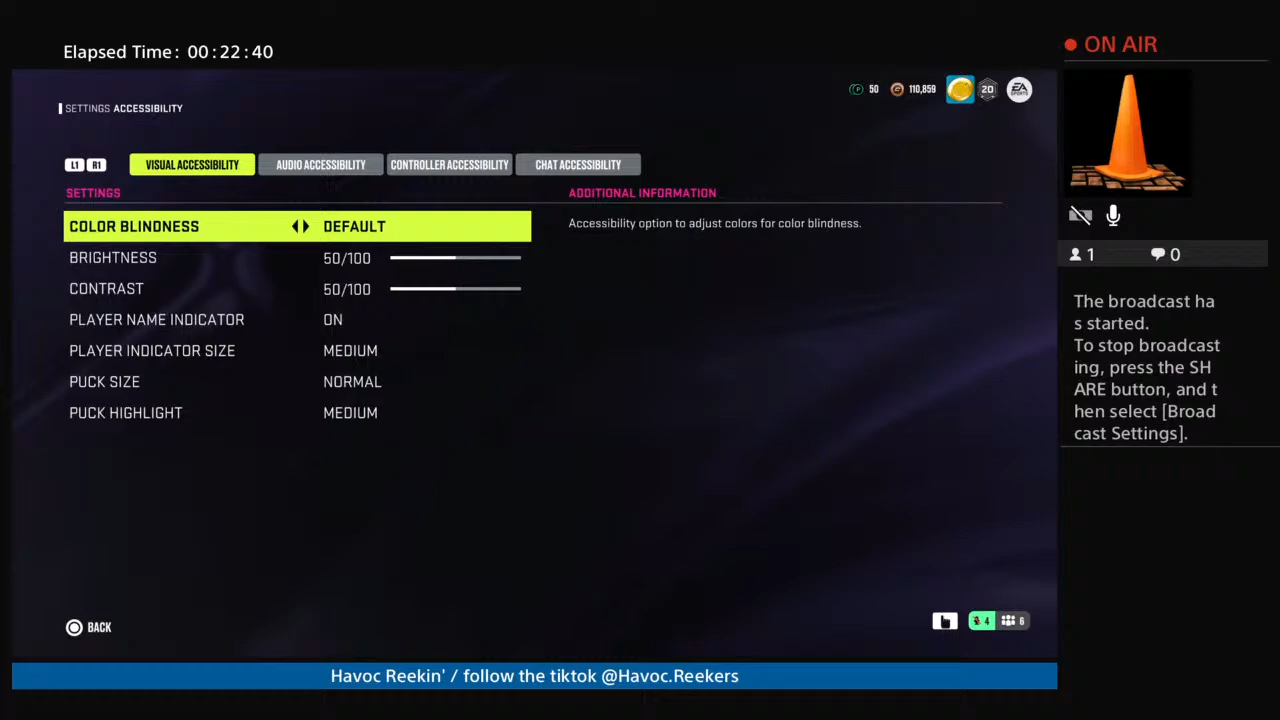 Elapsed Time: 00:22:40
ON AIR
SETTINGS ACCESSIBILITY
50 110,859 20 EA SPORTS
L1 R1 VISUAL ACCESSIBILITY AUDIO ACCESSIBILITY CONTROLLER ACCESSIBILITY CHAT ACCESSIBILITY
SETTINGS
COLOR BLINDNESS DEFAULT
BRIGHTNESS 50/100
CONTRAST 50/100
PLAYER NAME INDICATOR ON
PLAYER INDICATOR SIZE MEDIUM
PUCK SIZE NORMAL
PUCK HIGHLIGHT MEDIUM
ADDITIONAL INFORMATION
Accessibility option to adjust colors for color blindness.
1 0
The broadcast ha
s started.
To stop broadcast
ing, press the SH
ARE button, and t
hen select [Broad
cast Settings].
BACK
4 6
Havoc Reekin' / follow the tiktok @Havoc.Reekers